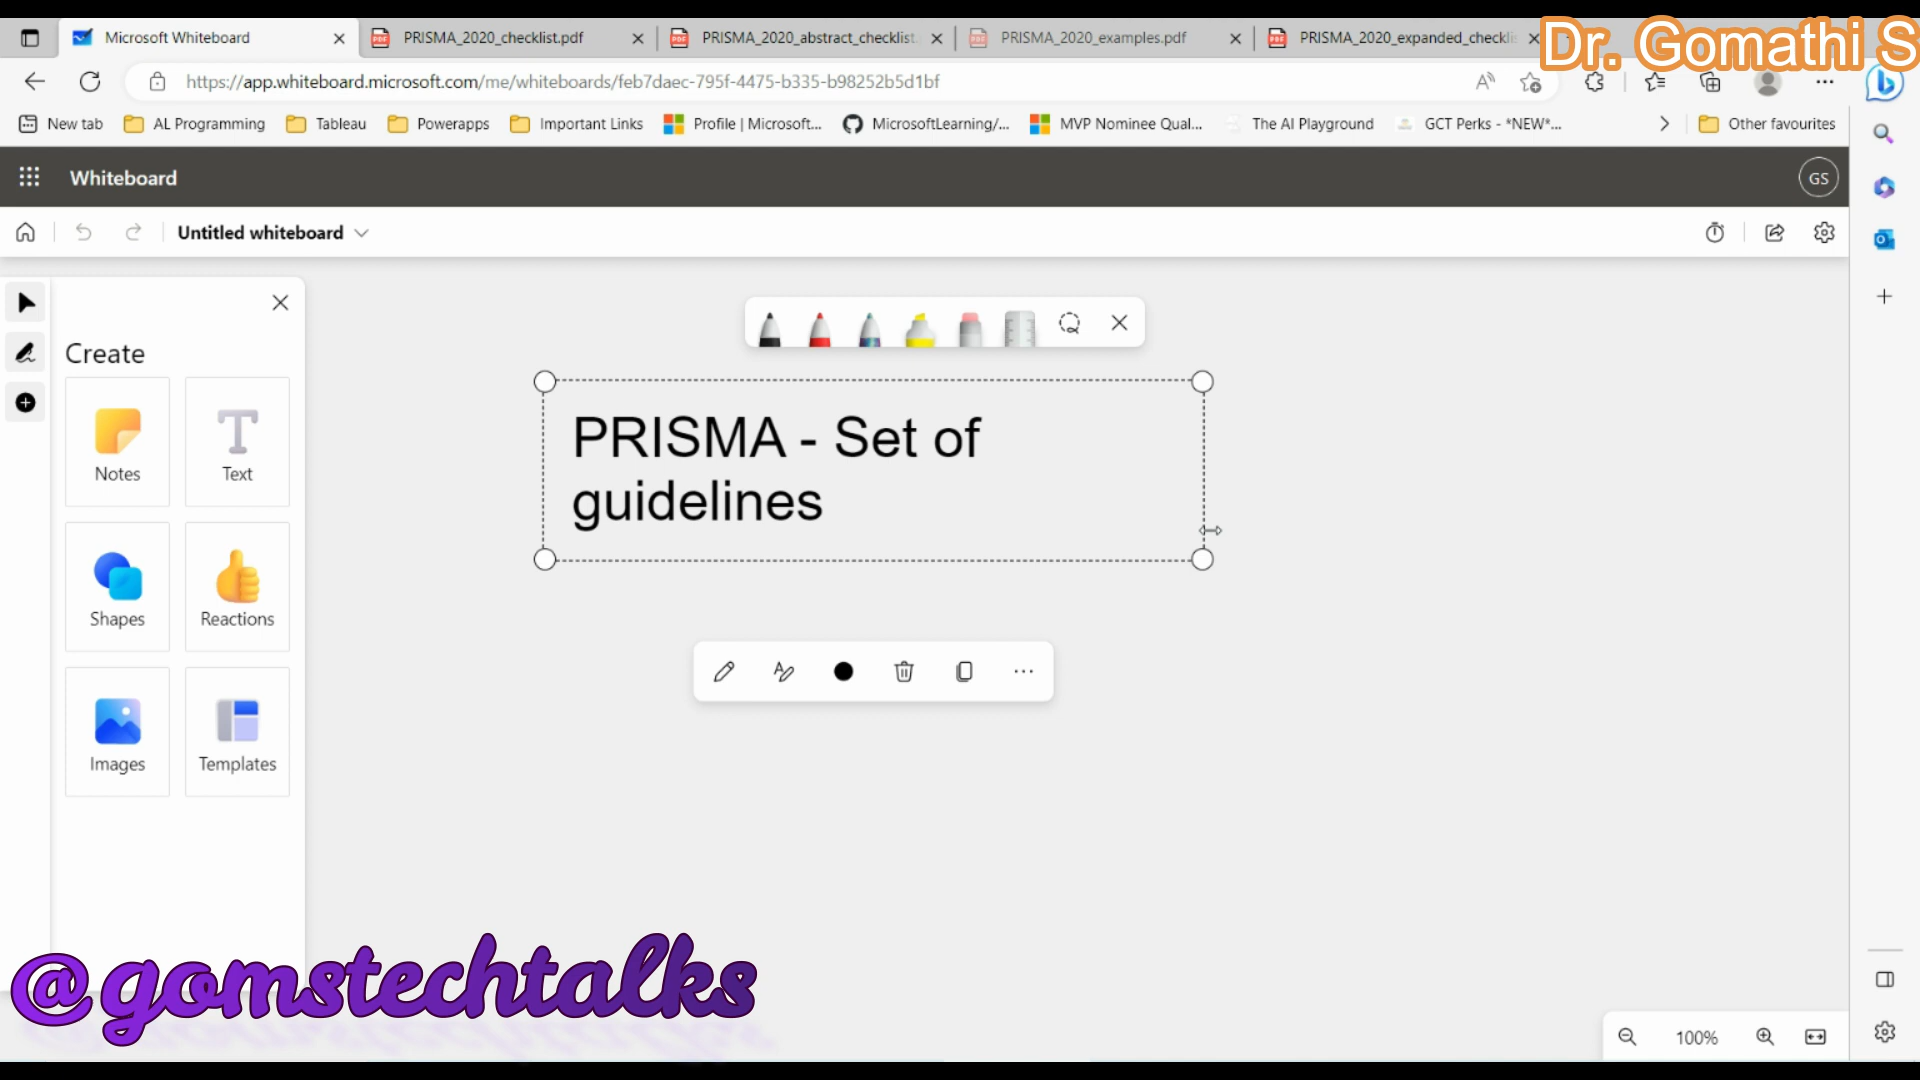 Microsoft Whiteboard
PRISMA_2020_checklist.pdf
PRISMA_2020_abstract_checklist.
PRISMA_2020_examples.pdf
PRISMA_2020_expanded_checkli
Dr. Gomathi S
https://app.whiteboard.microsoft.com/me/whiteboards/feb7daec-795f-4475-b335-b98252b5d1bf
New tab
AL Programming
Tableau
Powerapps
Important Links
Profile | Microsoft...
MicrosoftLearning/...
MVP Nominee Qual...
The AI Playground
GCT Perks - *NEW*...
Other favourites
Whiteboard
GS
Untitled whiteboard
Create
Notes
Text
Shapes
Reactions
Images
Templates
PRISMA - Set of
guidelines
@gomstechtalks
100%